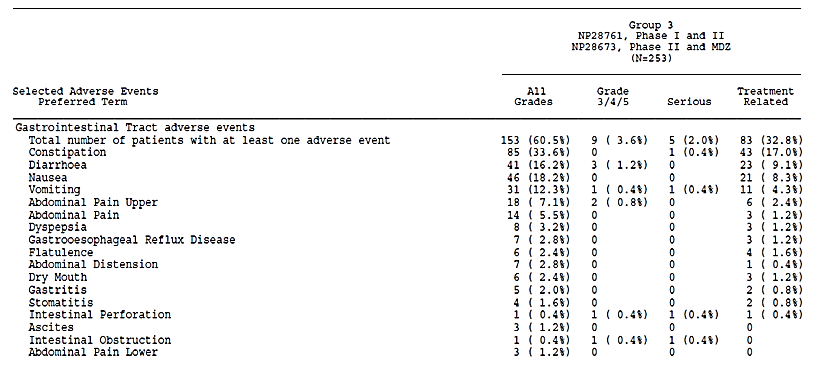 Group 3
NP28761, Phase I and II
NP28673, Phase II and MDZ
(N=253)
Selected Adverse Events All Grade Treatment
Preferred Term Grades 3/4/5 Serious Related
Gastrointestinal Tract adverse events
Total number of patients with at least one adverse event 153 (60.5%) 9 ( 3.6%) 5 (2.0%) 83 (32.8%)
Constipation 85 (33.6%) 0 1 (0.4%) 43 (17.0%)
Diarrhoea 41 (16.2%) 3 ( 1.2%) 0 23 ( 9.1%)
Nausea 46 (18.2%) 0 0 21 ( 8.3%)
Vomiting 31 (12.3%) 1 ( 0.4%) 1 (0.4%) 11 ( 4.3%)
Abdominal Pain Upper 18 ( 7.1%) 2 ( 0.8%) 0 6 ( 2.4%)
Abdominal Pain 14 ( 5.5%) 0 0 3 ( 1.2%)
Dyspepsia 8 ( 3.2%) 0 0 3 ( 1.2%)
Gastrooesophageal Reflux Disease 7 ( 2.8%) 0 0 3 ( 1.2%)
Flatulence 6 ( 2.4%) 0 0 4 ( 1.6%)
Abdominal Distension 7 ( 2.8%) 0 0 1 ( 0.4%)
Dry Mouth 6 ( 2.4%) 0 0 3 ( 1.2%)
Gastritis 5 ( 2.0%) 0 0 2 ( 0.8%)
Stomatitis 4 ( 1.6%) 0 0 2 ( 0.8%)
Intestinal Perforation 1 ( 0.4%) 1 ( 0.4%) 1 (0.4%) 1 ( 0.4%)
Ascites 3 ( 1.2%) 0 0 0
Intestinal Obstruction 1 ( 0.4%) 1 ( 0.4%) 1 (0.4%) 0
Abdominal Pain Lower 3 ( 1.2%) 0 0 0